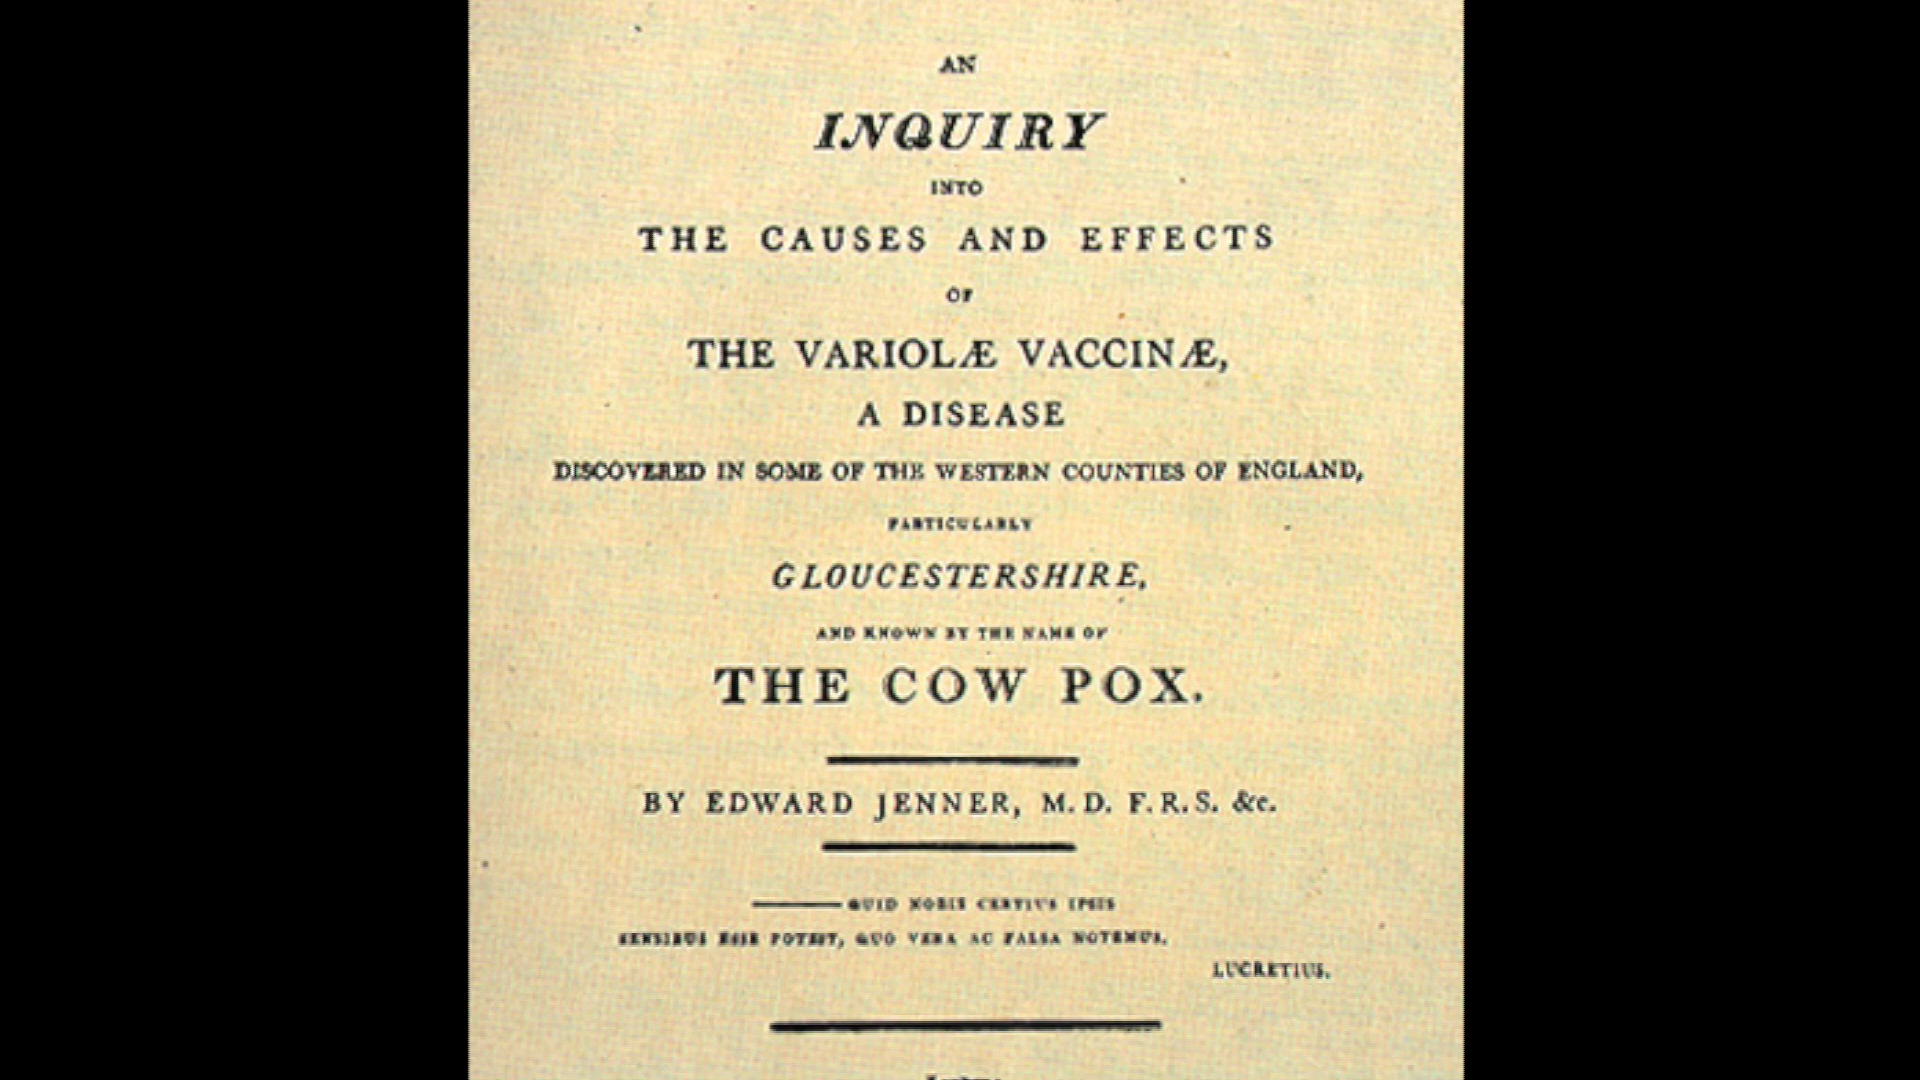 AN
INQUIRY
INTO
THE CAUSES AND EFFECTS
OF
THE VARIOLÆ VACCINÆ,
A DISEASE
DISCOVERED IN SOME OF THE WESTERN COUNTIES OF ENGLAND,
PARTICULARLY
GLOUCESTERSHIRE,
AND KNOWN BY THE NAME OF
THE COW POX.
BY EDWARD JENNER, M.D. F.R.S. &c.
QUID NOBIS CERTIUS IPSIS
SENSIBUS ESSE POTEST, QUO VERA AC FALSA NOTEMUS.
LUCRETIUS.